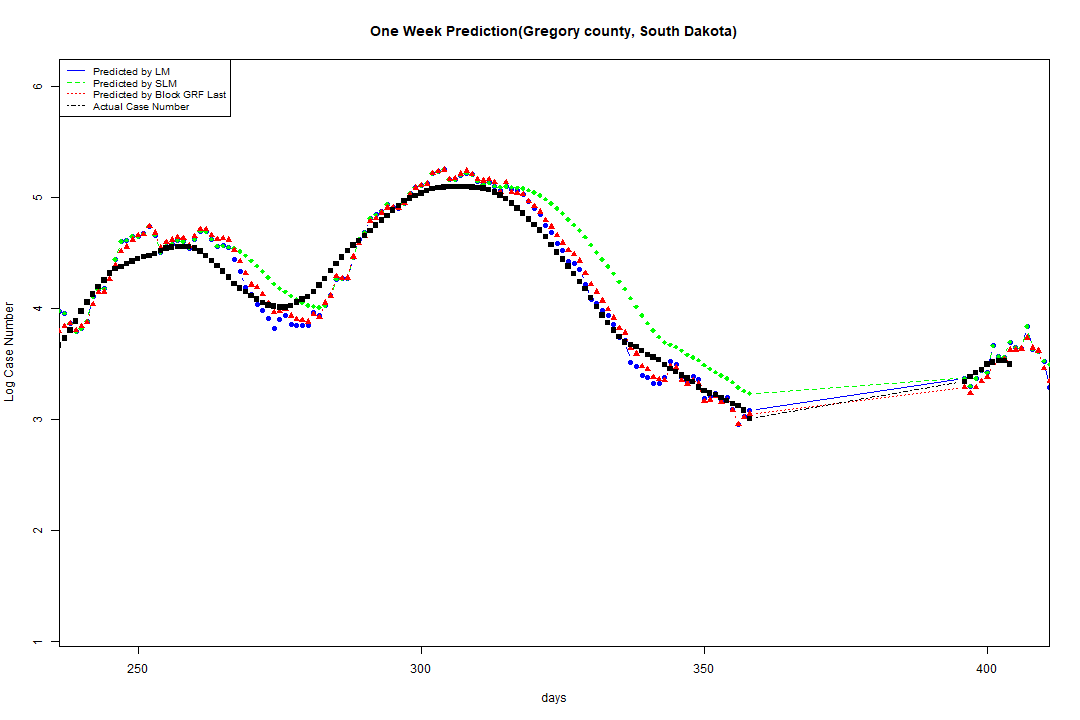 One Week Prediction(Gregory county, South Dakota)
Predicted by LM
Predicted by SLM
Predicted by Block GRF Last
Actual Case Number
6
5
4
3
2
1
Log Case Number
250 300 350 400
days